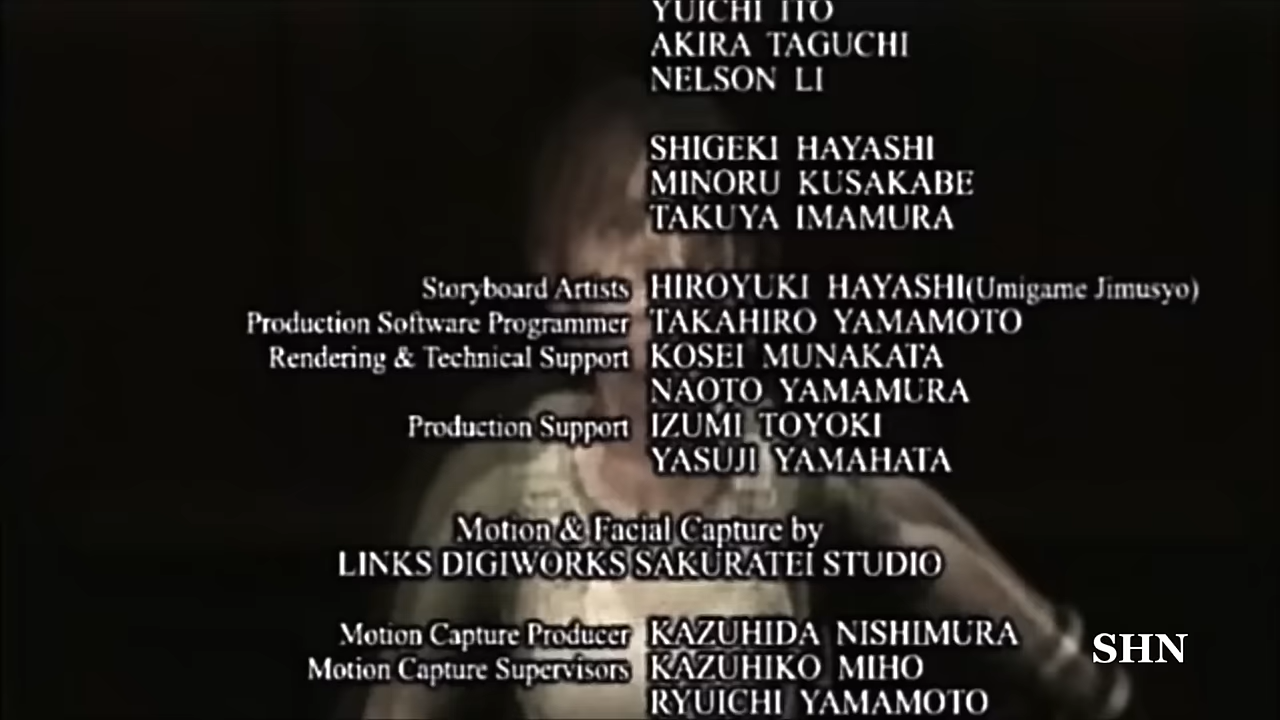 YUICHI ITO
AKIRA TAGUCHI
NELSON LI
SHIGEKI HAYASHI
MINORU KUSAKABE
TAKUYA IMAMURA
Storyboard Artists HIROYUKI HAYASHI(Umigame Jimusyo)
Production Software Programmer TAKAHIRO YAMAMOTO
Rendering & Technical Support KOSEI MUNAKATA
NAOTO YAMAMURA
Production Support IZUMI TOYOKI
YASUJI YAMAHATA
Motion & Facial Capture by
LINKS DIGIWORKS SAKURATEI STUDIO
Motion Capture Producer KAZUHIDA NISHIMURA
Motion Capture Supervisors KAZUHIKO MIHO
RYUICHI YAMAMOTO
SHN